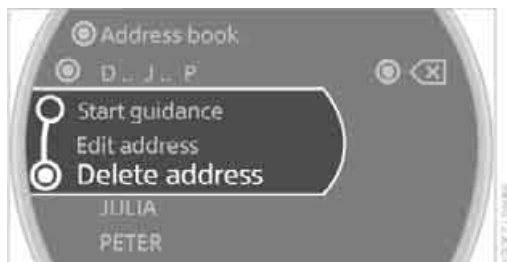 Address book
D .. J .. P
Start guidance
Edit address
Delete address
JULIA
PETER